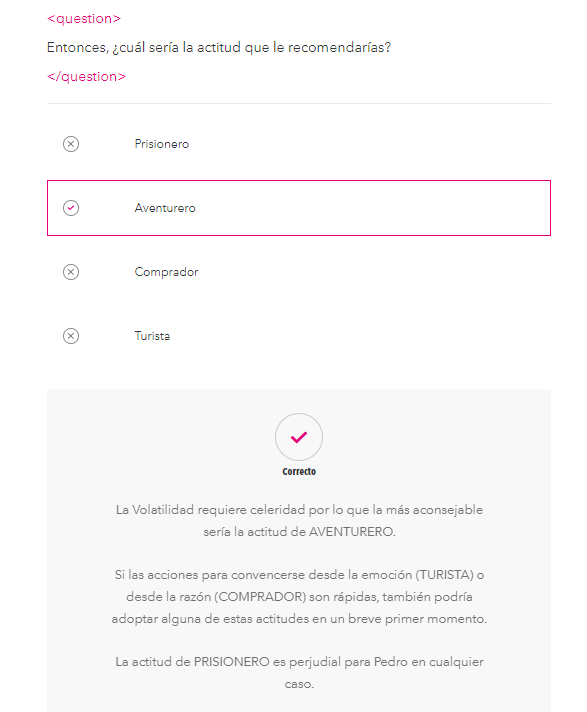 <question>
Entonces, ¿cuál sería la actitud que le recomendarías?
</question>
Prisionero
Aventurero
Comprador
Turista
Correcto
La Volatilidad requiere celeridad por lo que la más aconsejable
sería la actitud de AVENTURERO.
Si las acciones para convencerse desde la emoción (TURISTA) o
desde la razón (COMPRADOR) son rápidas, también podría
adoptar alguna de estas actitudes en un breve primer momento.
La actitud de PRISIONERO es perjudial para Pedro en cualquier
caso.